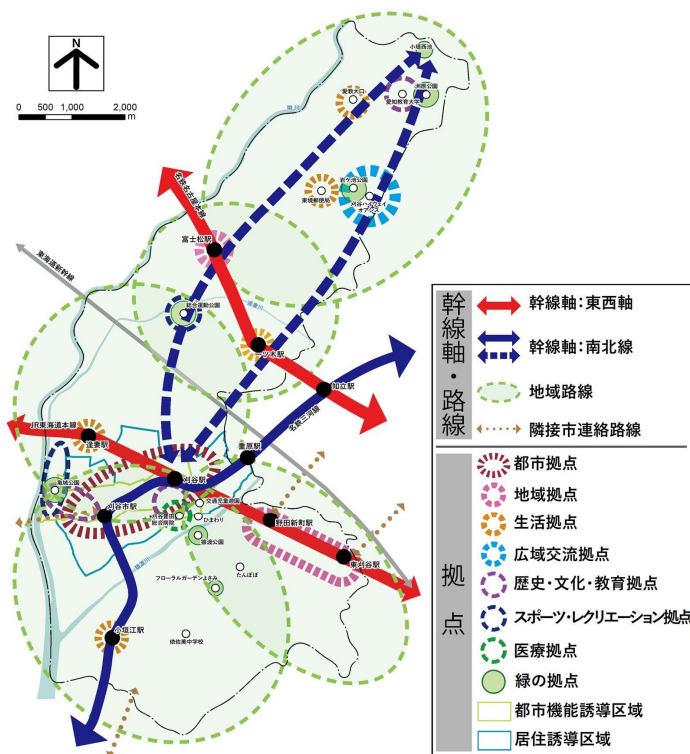 N
0 500 1,000 2,000
m
小堤西池
洲原公園
愛知教育大学
愛教大口
境川
岩ケ池公園
刈谷ハイウェイ
オアシス
東境郵便局
名鉄名古屋本線
富士松駅
東海道新幹線
総合運動公園
逢妻川
一ツ木駅
知立駅
名鉄三河線
重原駅
JR東海道本線
逢妻駅
亀城公園
刈谷駅
刈谷市駅
交通児童遊園
刈谷豊田
総合病院
ひまわり
野田新町駅
東刈谷駅
猿渡公園
猿渡川
たんぽぽ
フローラルガーデンよさみ
小垣江駅
依佐美中学校
幹線軸・路線
幹線軸:東西軸
幹線軸:南北線
地域路線
隣接市連絡路線
拠点
都市拠点
地域拠点
生活拠点
広域交流拠点
歴史・文化・教育拠点
スポーツ・レクリエーション拠点
医療拠点
緑の拠点
都市機能誘導区域
居住誘導区域